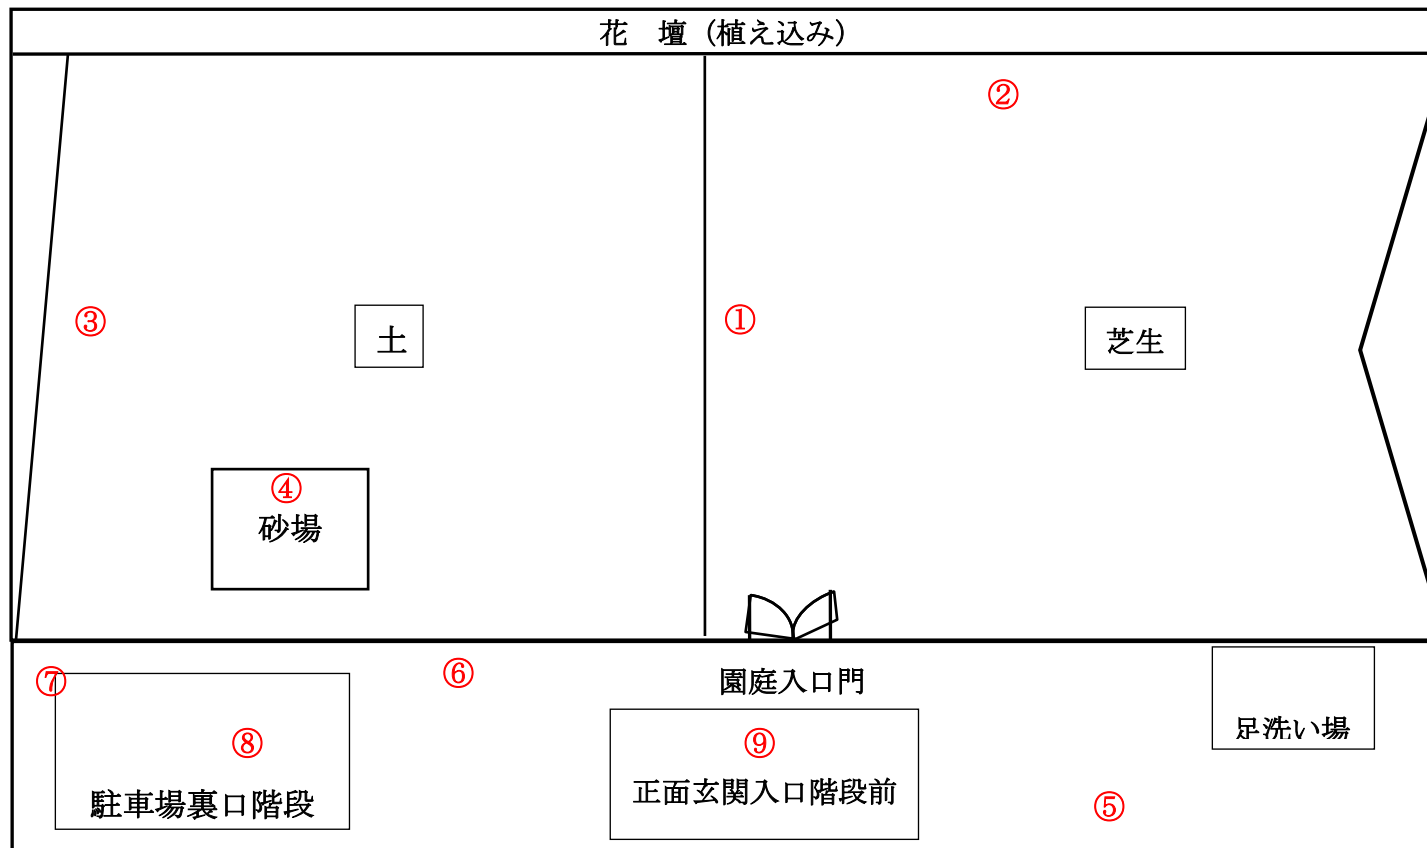 花　壇（植え込み）
②
③
土
①
芝生
④
砂場
⑦
⑥
園庭入口門
足洗い場
⑧
駐車場裏口階段
⑨
正面玄関入口階段前
⑤